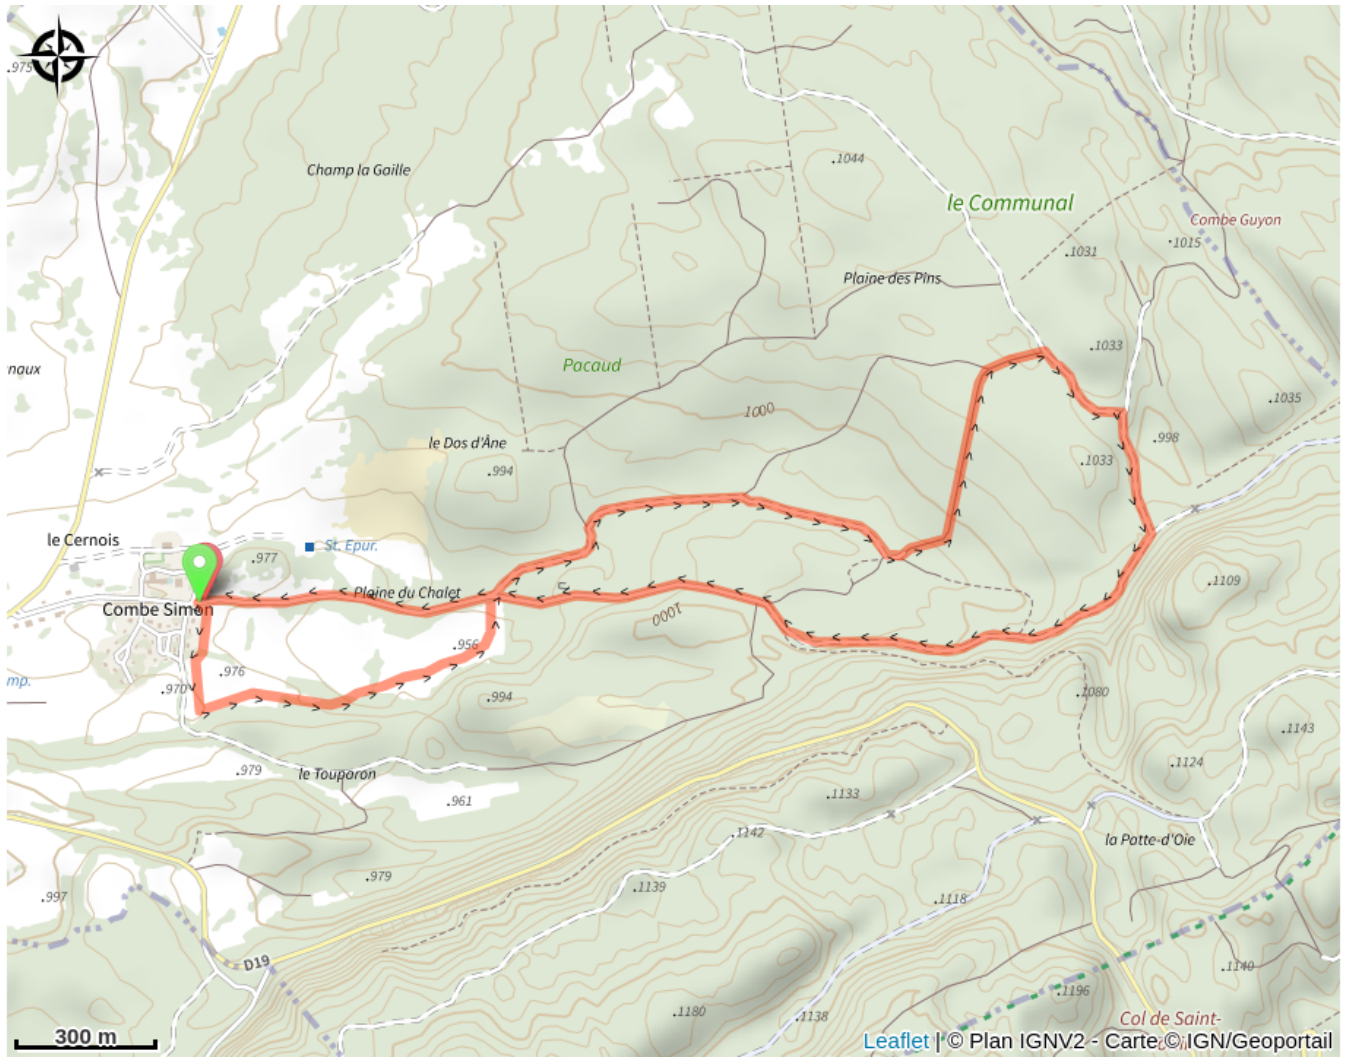 .975
Champ la Gaille
.1044
le Communal
Combe Guyon
.1015
.1031
Plaine des Pins
.1033
naux
Pacaud
.1035
1000
le Dos d'Âne
.998
.994
.1033
le Cernois
St. Epur.
.977
Plaine du Chalet
.1109
Combe Simon
1000
.956
.976
mp.
.970
.994
.1080
.1143
.979
le Touparon
.1124
.961
.1133
.1142
la Patte-d'Oie
.979
.1139
.997
.1118
D19
.1140
.1196
.1180
.1138
Col de Saint-
300 m
Leaflet | © Plan IGNV2 - Carte © IGN/Geoportail